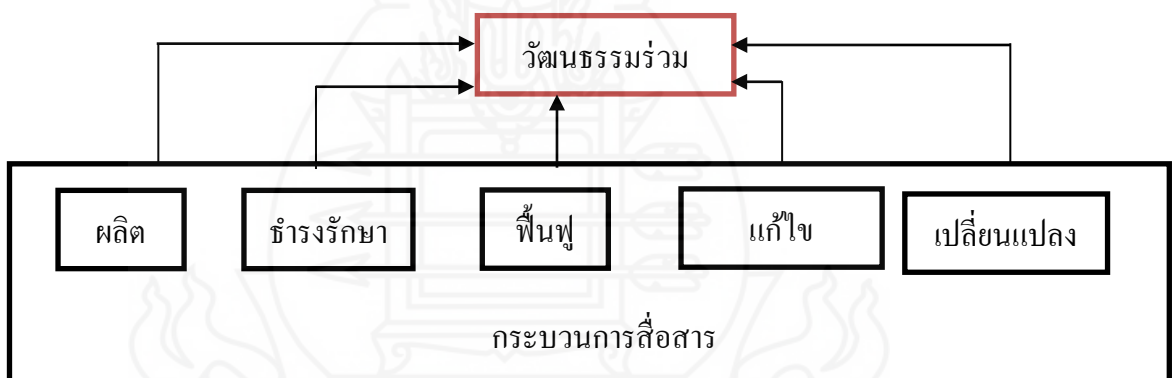 วัฒนธรรมร่วม
ผลิต
ธำรงรักษา
ฟื้นฟู
แก้ไข
เปลี่ยนแปลง
กระบวนการสื่อสาร